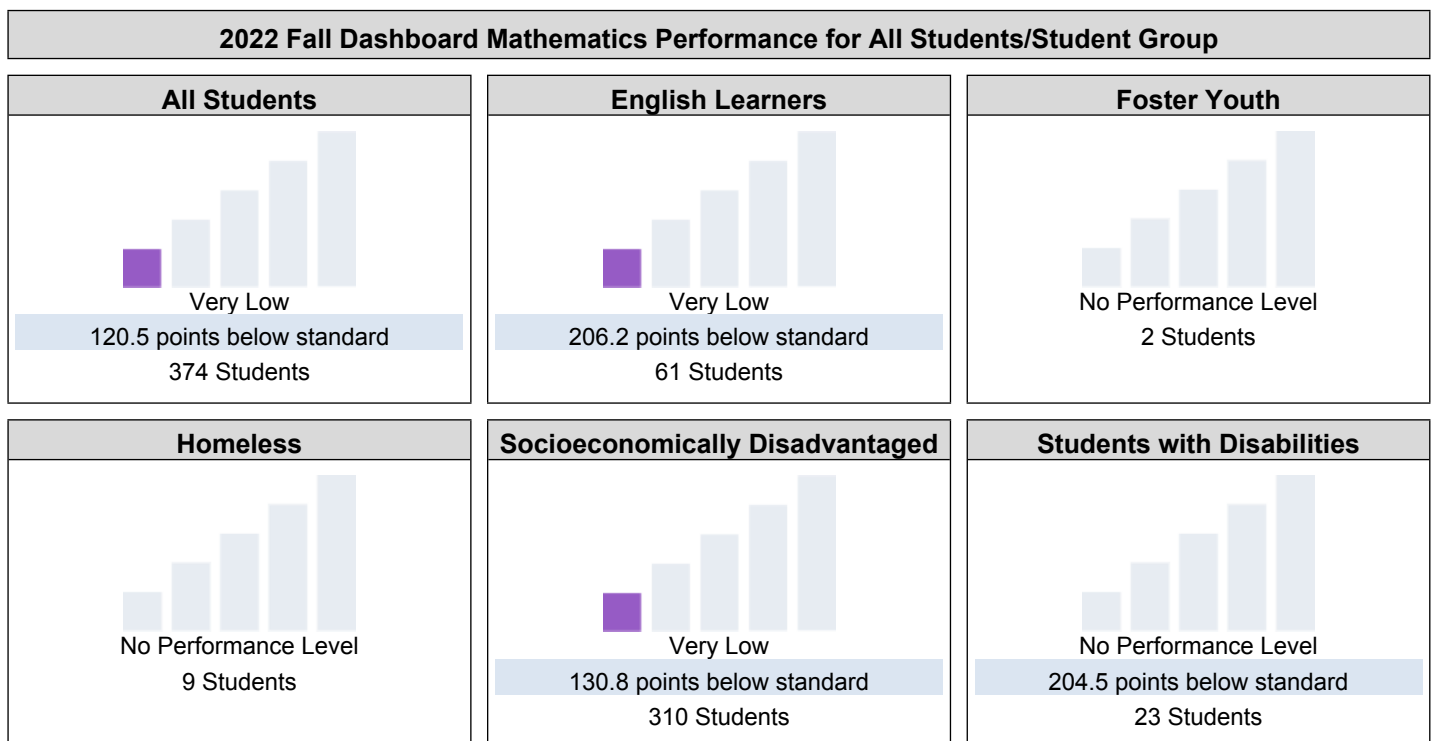 2022 Fall Dashboard Mathematics Performance for All Students/Student Group
All Students
Very Low
120.5 points below standard
374 Students
English Learners
Very Low
206.2 points below standard
61 Students
Foster Youth
No Performance Level
2 Students
Homeless
No Performance Level
9 Students
Socioeconomically Disadvantaged
Very Low
130.8 points below standard
310 Students
Students with Disabilities
No Performance Level
204.5 points below standard
23 Students